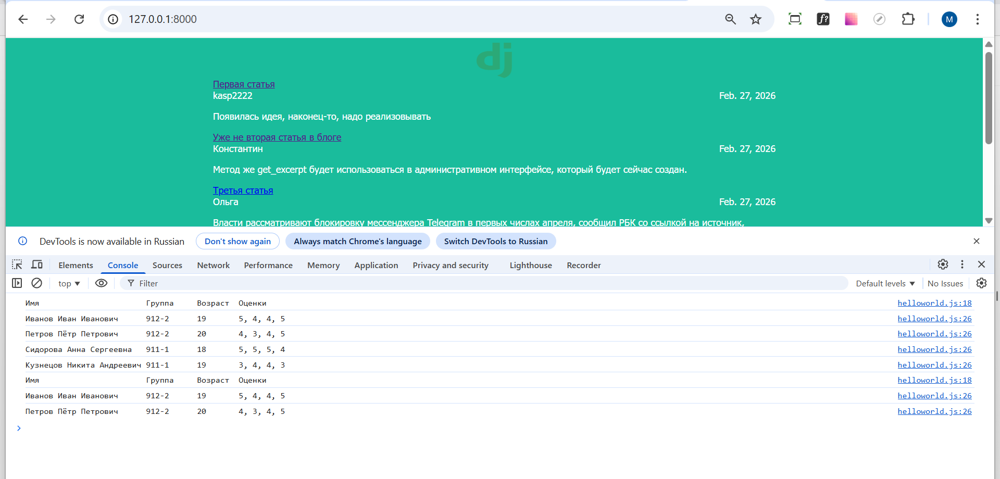 127.0.0.1:8000
f?
M
dj
Первая статья
kasp2222 Feb. 27, 2026
Появилась идея, наконец-то, надо реализовывать
Уже не вторая статья в блоге
Константин Feb. 27, 2026
Метод же get_excerpt будет использоваться в административном интерфейсе, который будет сейчас создан.
Третья статья
Ольга Feb. 27, 2026
Власти рассматривают блокировку мессенджера Telegram в первых числах апреля, сообщил РБК со ссылкой на источник,
DevTools is now available in Russian Don't show again Always match Chrome's language Switch DevTools to Russian
Elements Console Sources Network Performance Memory Application Privacy and security Lighthouse Recorder
top Filter Default levels No Issues
Имя Группа Возраст Оценки helloworld.js:18
Иванов Иван Иванович 912-2 19 5, 4, 4, 5 helloworld.js:26
Петров Пётр Петрович 912-2 20 4, 3, 4, 5 helloworld.js:26
Сидорова Анна Сергеевна 911-1 18 5, 5, 5, 4 helloworld.js:26
Кузнецов Никита Андреевич 911-1 19 3, 4, 4, 3 helloworld.js:26
Имя Группа Возраст Оценки helloworld.js:18
Иванов Иван Иванович 912-2 19 5, 4, 4, 5 helloworld.js:26
Петров Пётр Петрович 912-2 20 4, 3, 4, 5 helloworld.js:26